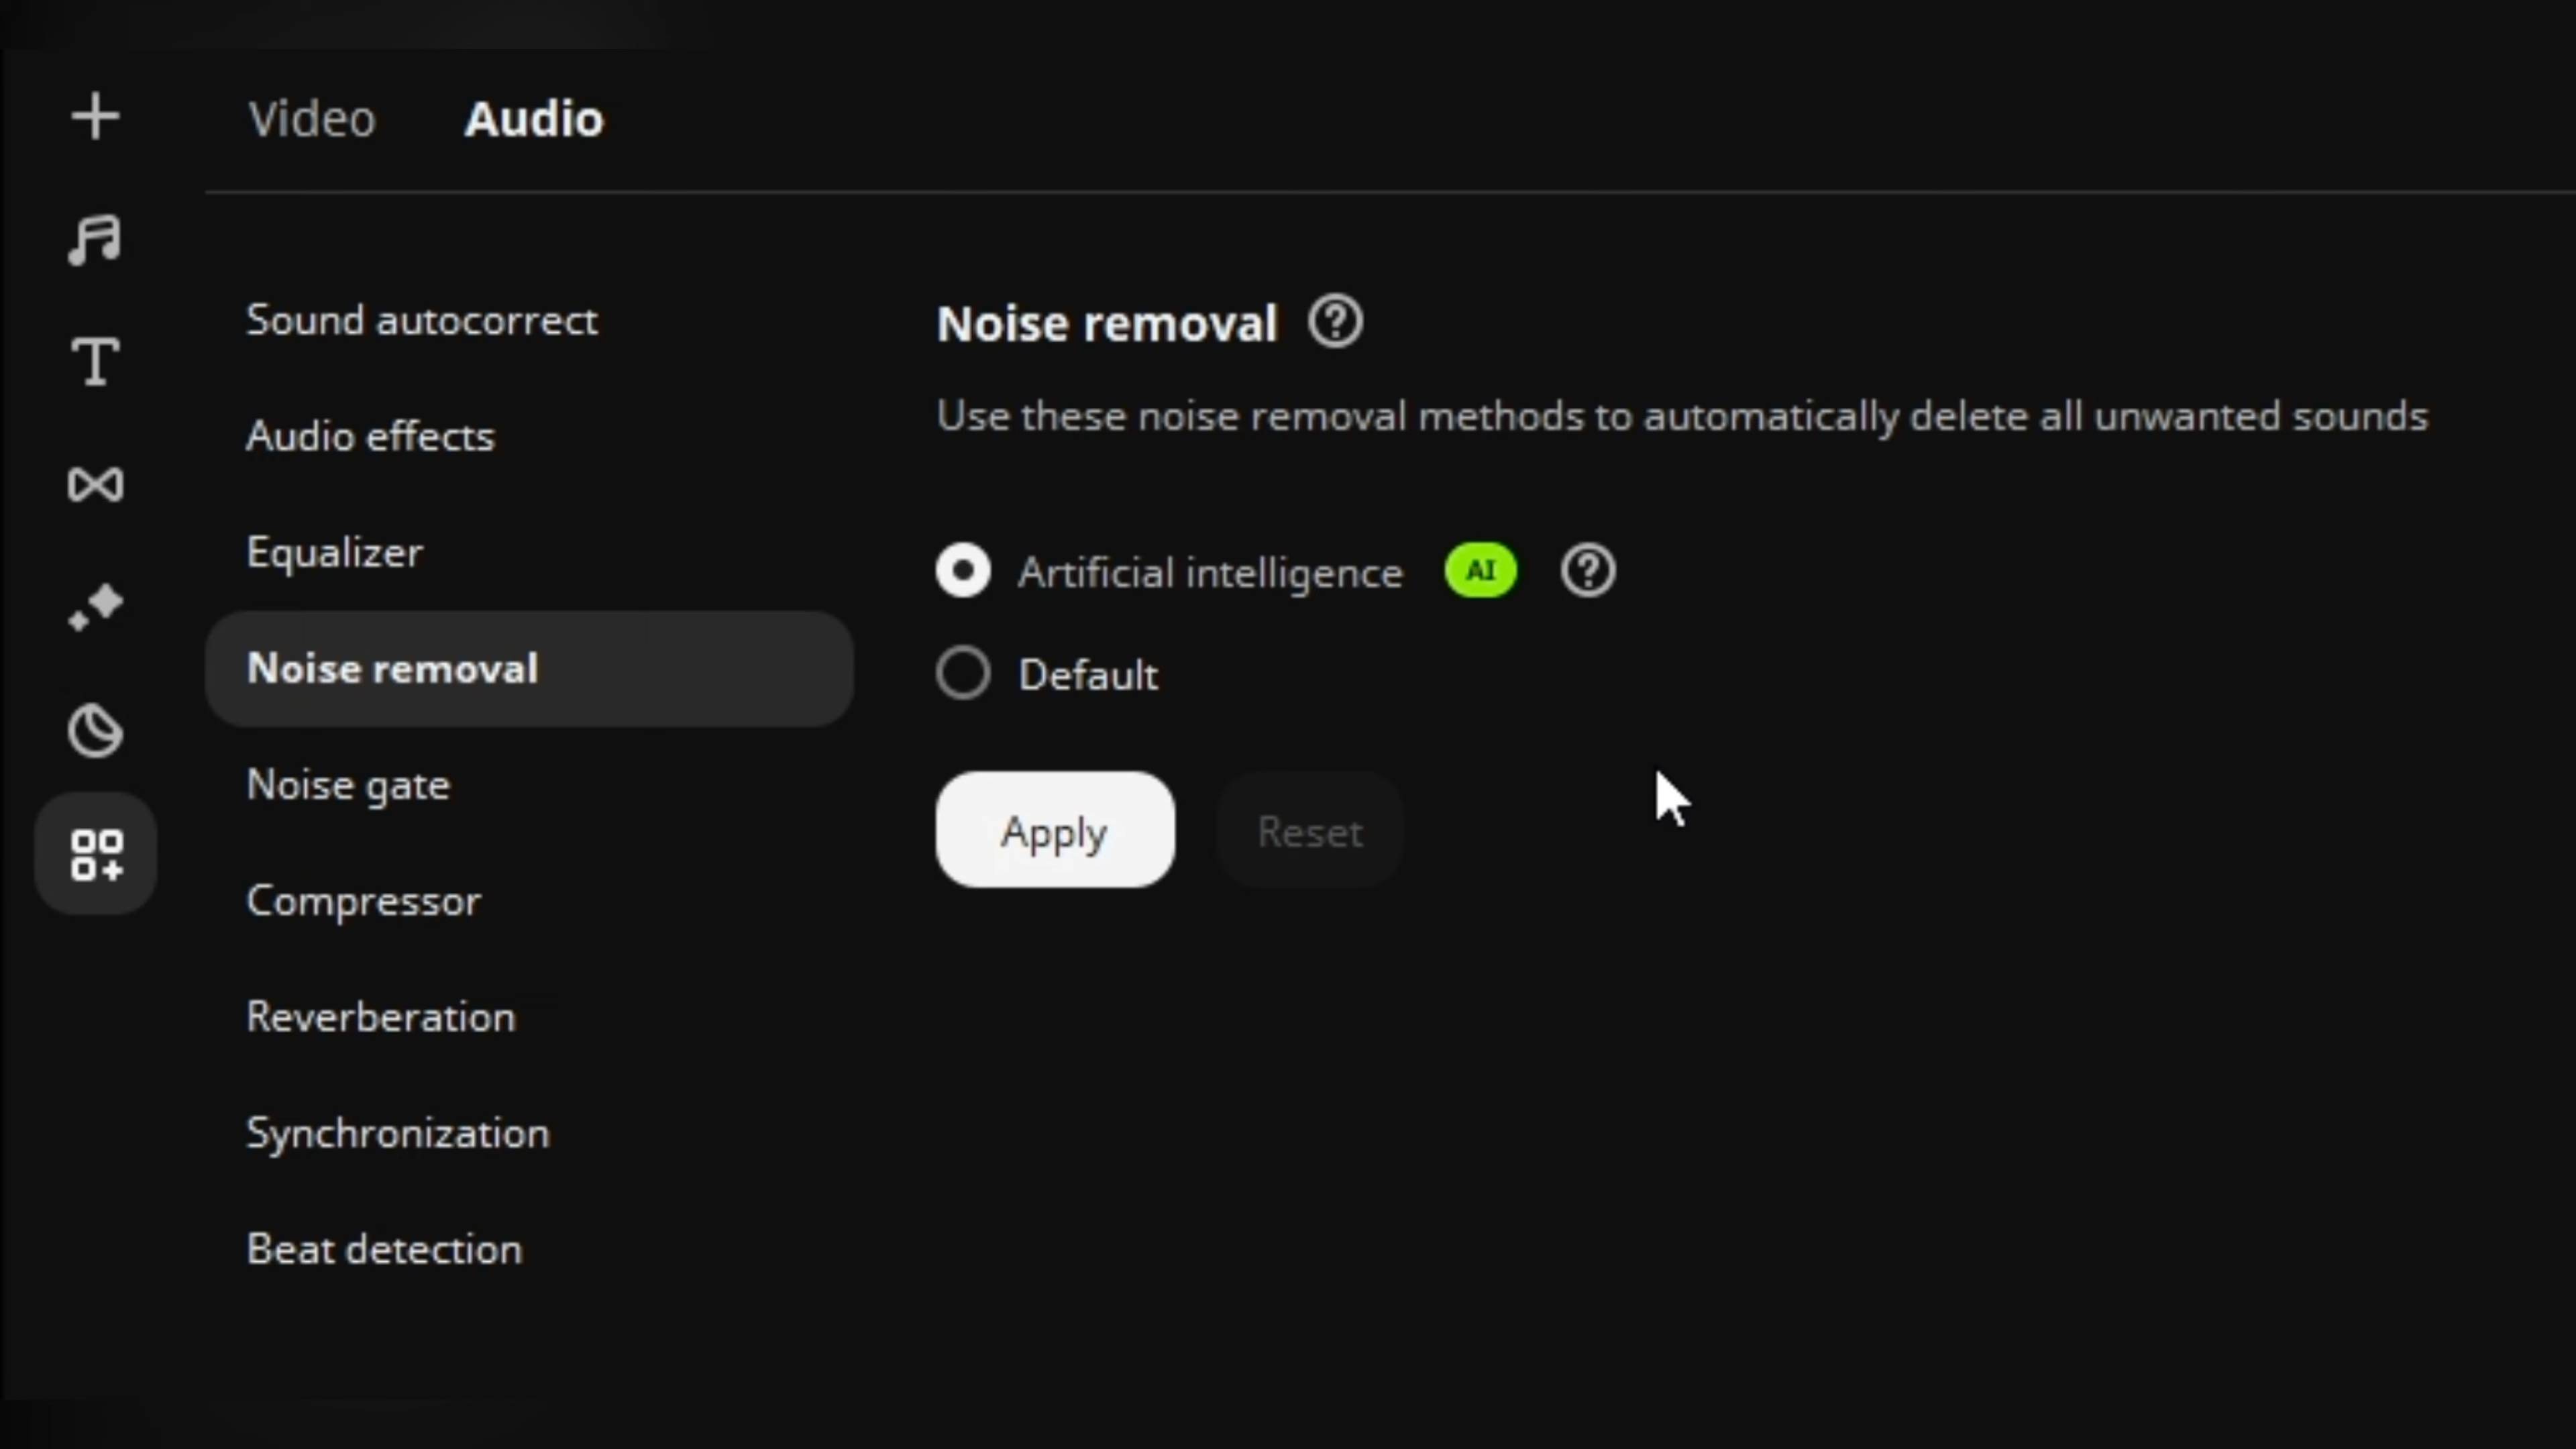 Video Audio
Sound autocorrect
Audio effects
Equalizer
Noise removal
Noise gate
Compressor
Reverberation
Synchronization
Beat detection
Noise removal
Use these noise removal methods to automatically delete all unwanted sounds
Artificial intelligence AI
Default
Apply Reset